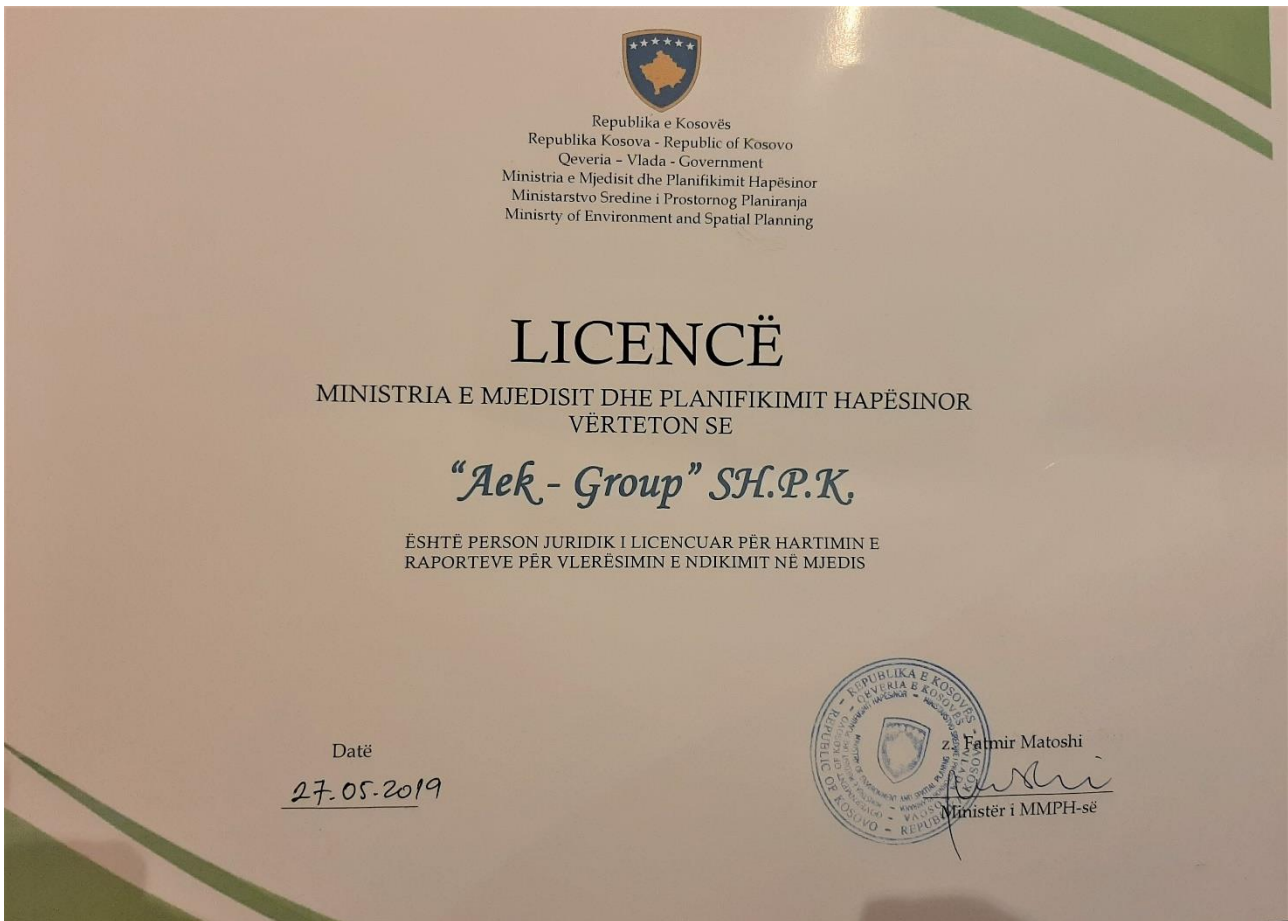 Republika e Kosovës
Republika Kosova - Republic of Kosovo
Qeveria – Vlada - Government
Ministria e Mjedisit dhe Planifikimit Hapësinor
Ministarstvo Sredine i Prostornog Planiranja
Minisrty of Environment and Spatial Planning
LICENCË
MINISTRIA E MJEDISIT DHE PLANIFIKIMIT HAPËSINOR
VËRTETON SE
"Aek - Group" SH.P.K.
ËSHTË PERSON JURIDIK I LICENCUAR PËR HARTIMIN E
RAPORTEVE PËR VLERËSIMIN E NDIKIMIT NË MJEDIS
Datë
27.05.2019
REPUBLIKA E KOSOVËS
REPUBLIC OF KOSOVO
QEVERIA E KOSOVËS
z. Fatmir Matoshi
Ministër i MMPH-së